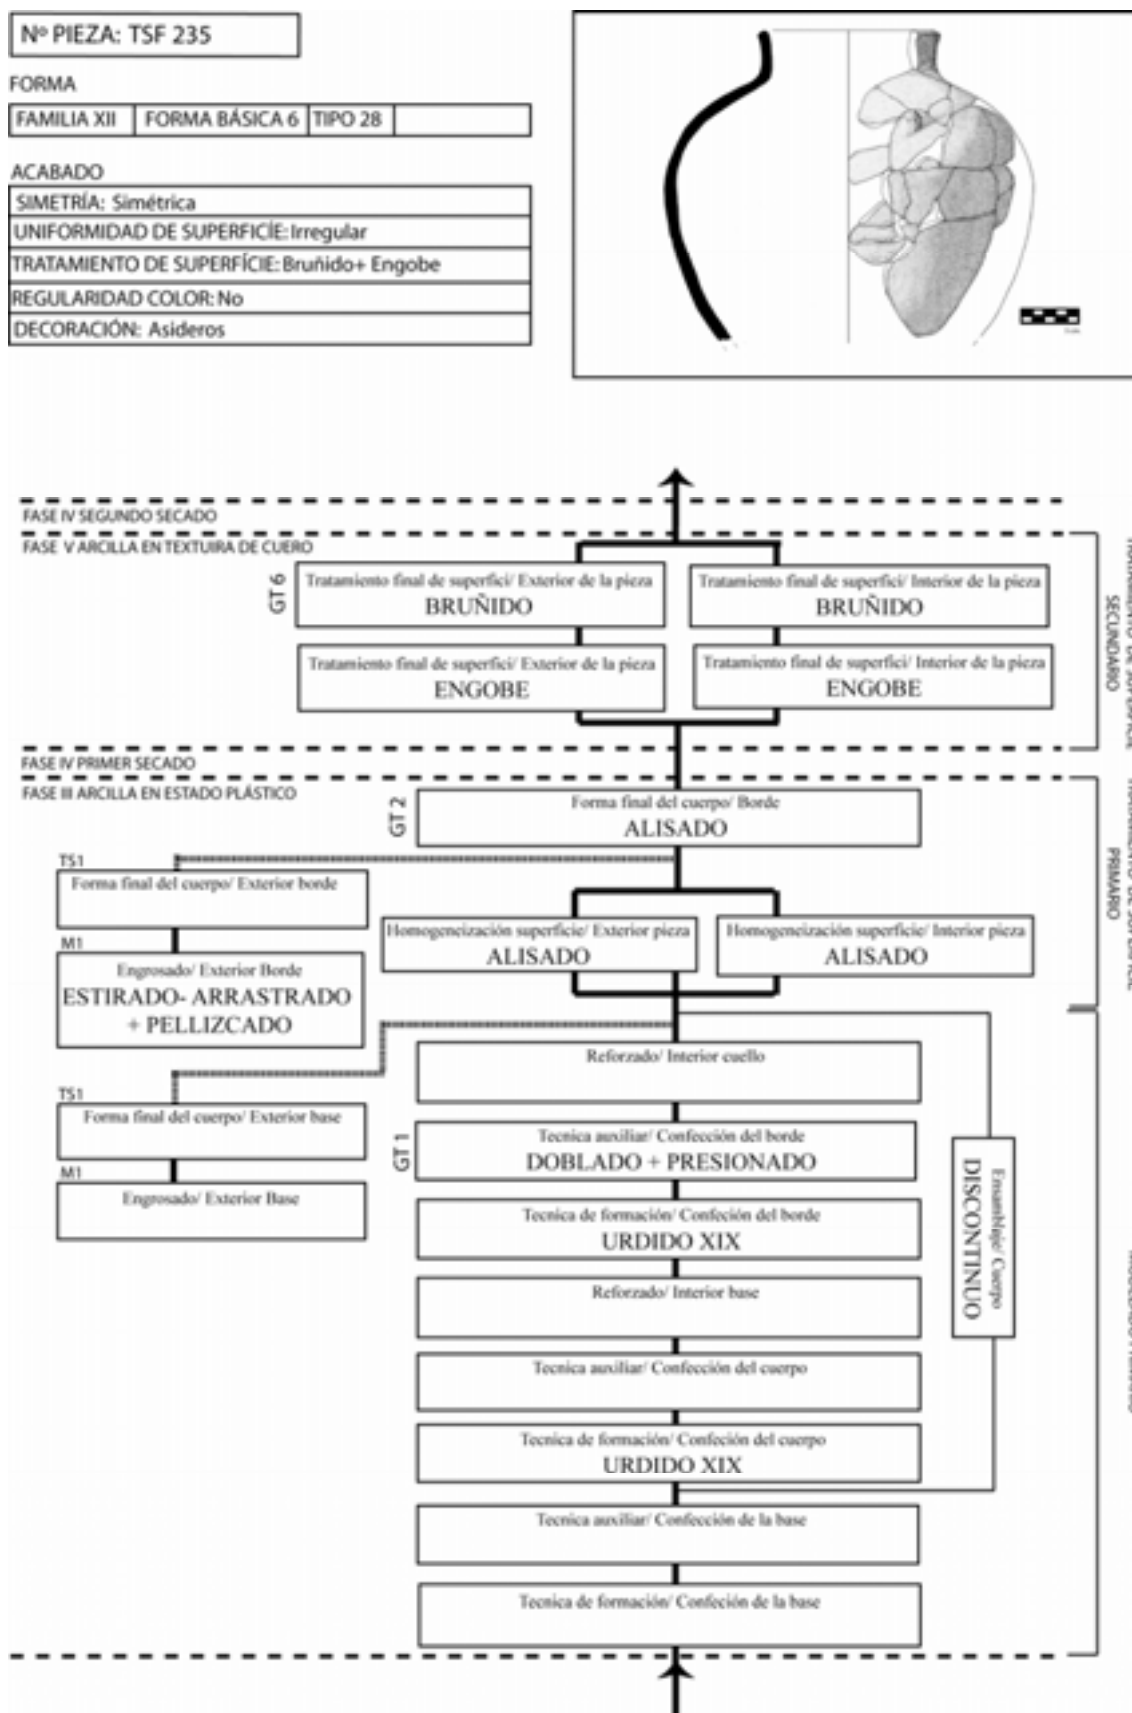 Nº PIEZA: TSF 235
FORMA
FAMILIA XII
FORMA BÁSICA 6
TIPO 28
ACABADO
SIMETRÍA: Simétrica
UNIFORMIDAD DE SUPERFICÍE: Irregular
TRATAMIENTO DE SUPERFÍCIE: Bruñido+ Engobe
REGULARIDAD COLOR: No
DECORACIÓN: Asideros
FASE IV SEGUNDO SECADO
FASE V ARCILLA EN TEXTUIRA DE CUERO
GT 6
Tratamiento final de superfici/ Exterior de la pieza
BRUÑIDO
Tratamiento final de superfici/ Interior de la pieza
BRUÑIDO
Tratamiento final de superfici/ Exterior de la pieza
ENGOBE
Tratamiento final de superfici/ Interior de la pieza
ENGOBE
SECUNDARIO
FASE IV PRIMER SECADO
FASE III ARCILLA EN ESTADO PLÁSTICO
GT 2
Forma final del cuerpo/ Borde
ALISADO
PRIMARIO
TS1
Forma final del cuerpo/ Exterior borde
M1
Engrosado/ Exterior Borde
ESTIRADO- ARRASTRADO
+ PELLIZCADO
Homogeneización superficie/ Exterior pieza
ALISADO
Homogeneización superficie/ Interior pieza
ALISADO
Reforzado/ Interior cuello
TS1
Forma final del cuerpo/ Exterior base
M1
Engrosado/ Exterior Base
GT 1
Tecnica auxiliar/ Confección del borde
DOBLADO + PRESIONADO
Tecnica de formación/ Confeción del borde
URDIDO XIX
Reforzado/ Interior base
Tecnica auxiliar/ Confección del cuerpo
Tecnica de formación/ Confeción del cuerpo
URDIDO XIX
Ensamblaje/ Cuerpo
DISCONTINUO
Tecnica auxiliar/ Confección de la base
Tecnica de formación/ Confeción de la base